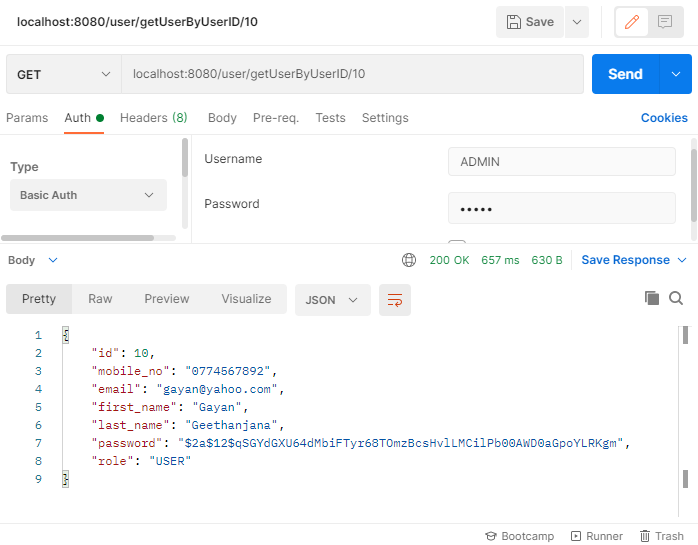 localhost:8080/user/getUserByUserID/10
Save
GET
localhost:8080/user/getUserByUserID/10
Send
Params Auth Headers (8) Body Pre-req. Tests Settings Cookies
Type
Basic Auth
Username
ADMIN
Password
•••••
Body
200 OK 657 ms 630 B Save Response
Pretty Raw Preview Visualize JSON
1 {
2 "id": 10,
3 "mobile_no": "0774567892",
4 "email": "gayan@yahoo.com",
5 "first_name": "Gayan",
6 "last_name": "Geethanjana",
7 "password": "$2a$12$qSGYdGXU64dMbiFTyr68TOmzBcsHvlLMCilPb00AWD0aGpoYLRKgm",
8 "role": "USER"
9 }
Bootcamp Runner Trash